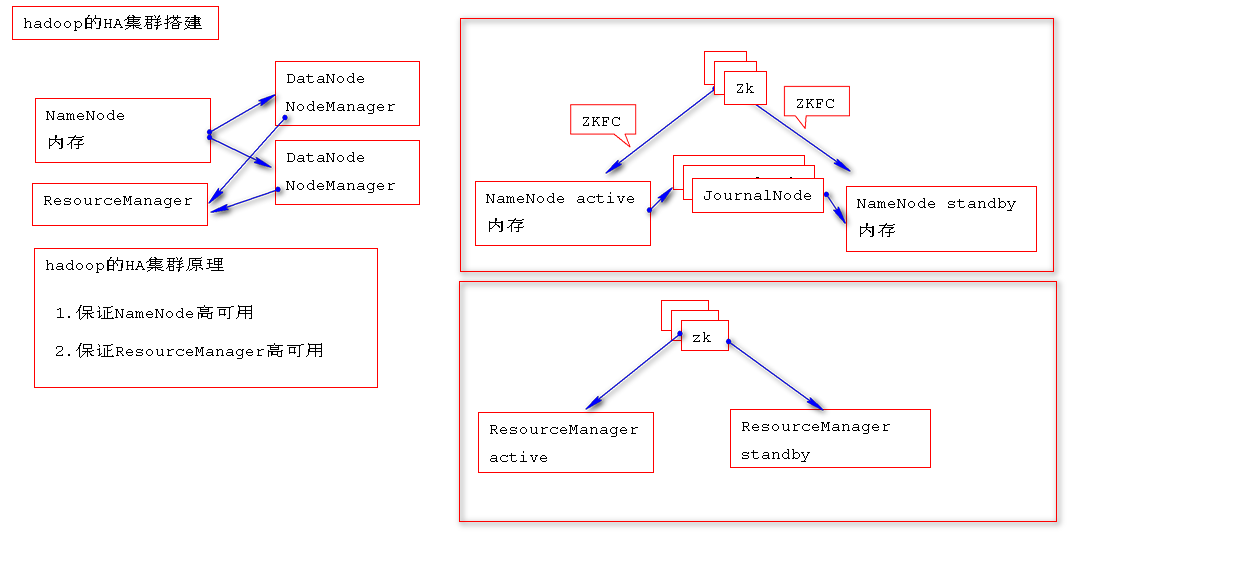 hadoop的HA集群搭建
NameNode
内存
DataNode
NodeManager
DataNode
NodeManager
ResourceManager
hadoop的HA集群原理
1.保证NameNode高可用
2.保证ResourceManager高可用
Zk
ZKFC
ZKFC
NameNode active
内存
JournalNode
NameNode standby
内存
zk
ResourceManager
active
ResourceManager
standby